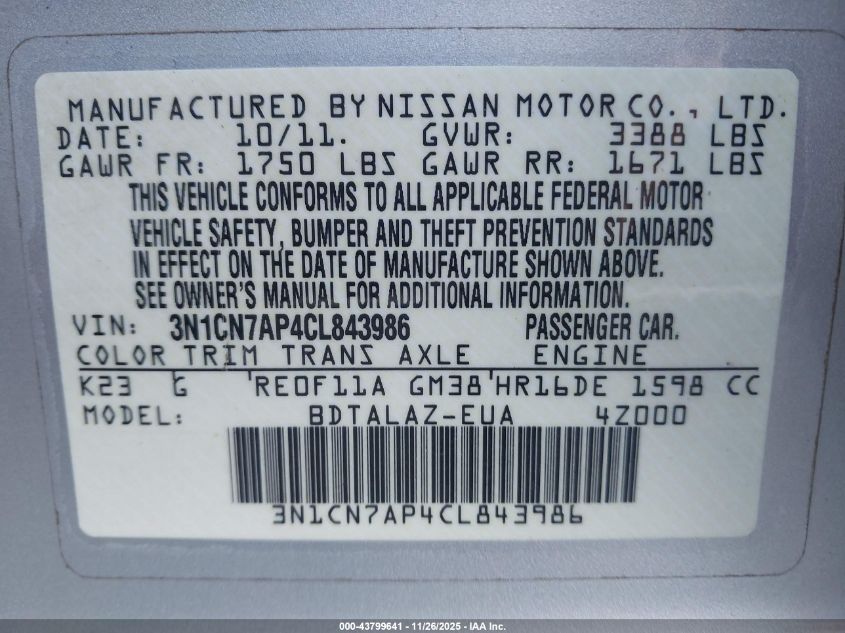 MANUFACTURED BY NISSAN MOTOR CO., LTD.
DATE: 10/11. GVWR: 3388 LBS
GAWR FR: 1750 LBS GAWR RR: 1671 LBS
THIS VEHICLE CONFORMS TO ALL APPLICABLE FEDERAL MOTOR
VEHICLE SAFETY, BUMPER AND THEFT PREVENTION STANDARDS
IN EFFECT ON THE DATE OF MANUFACTURE SHOWN ABOVE.
SEE OWNER'S MANUAL FOR ADDITIONAL INFORMATION.
VIN: 3N1CN7AP4CL843986 PASSENGER CAR.
COLOR TRIM TRANS AXLE ENGINE
K23 G 'RE0F11A GM38'HR16DE 1598 CC
MODEL: BDTALAZ-EUA 4Z000
3N1CN7AP4CL843986
000-43799641 - 11/26/2025 - IAA Inc.